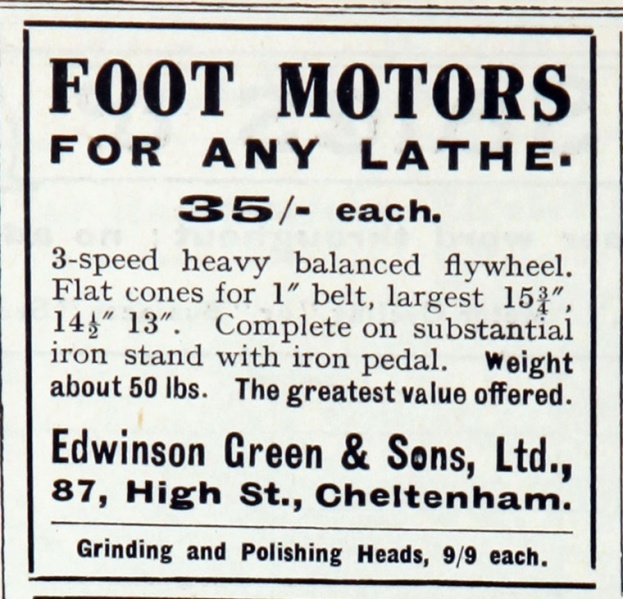 FOOT MOTORS
FOR ANY LATHE.
35/- each.
3-speed heavy balanced flywheel.
Flat cones for 1″ belt, largest 15¾″,
14½″ 13″. Complete on substantial
iron stand with iron pedal. Weight
about 50 lbs. The greatest value offered.
Edwinson Green & Sons, Ltd.,
87, High St., Cheltenham.
Grinding and Polishing Heads, 9/9 each.